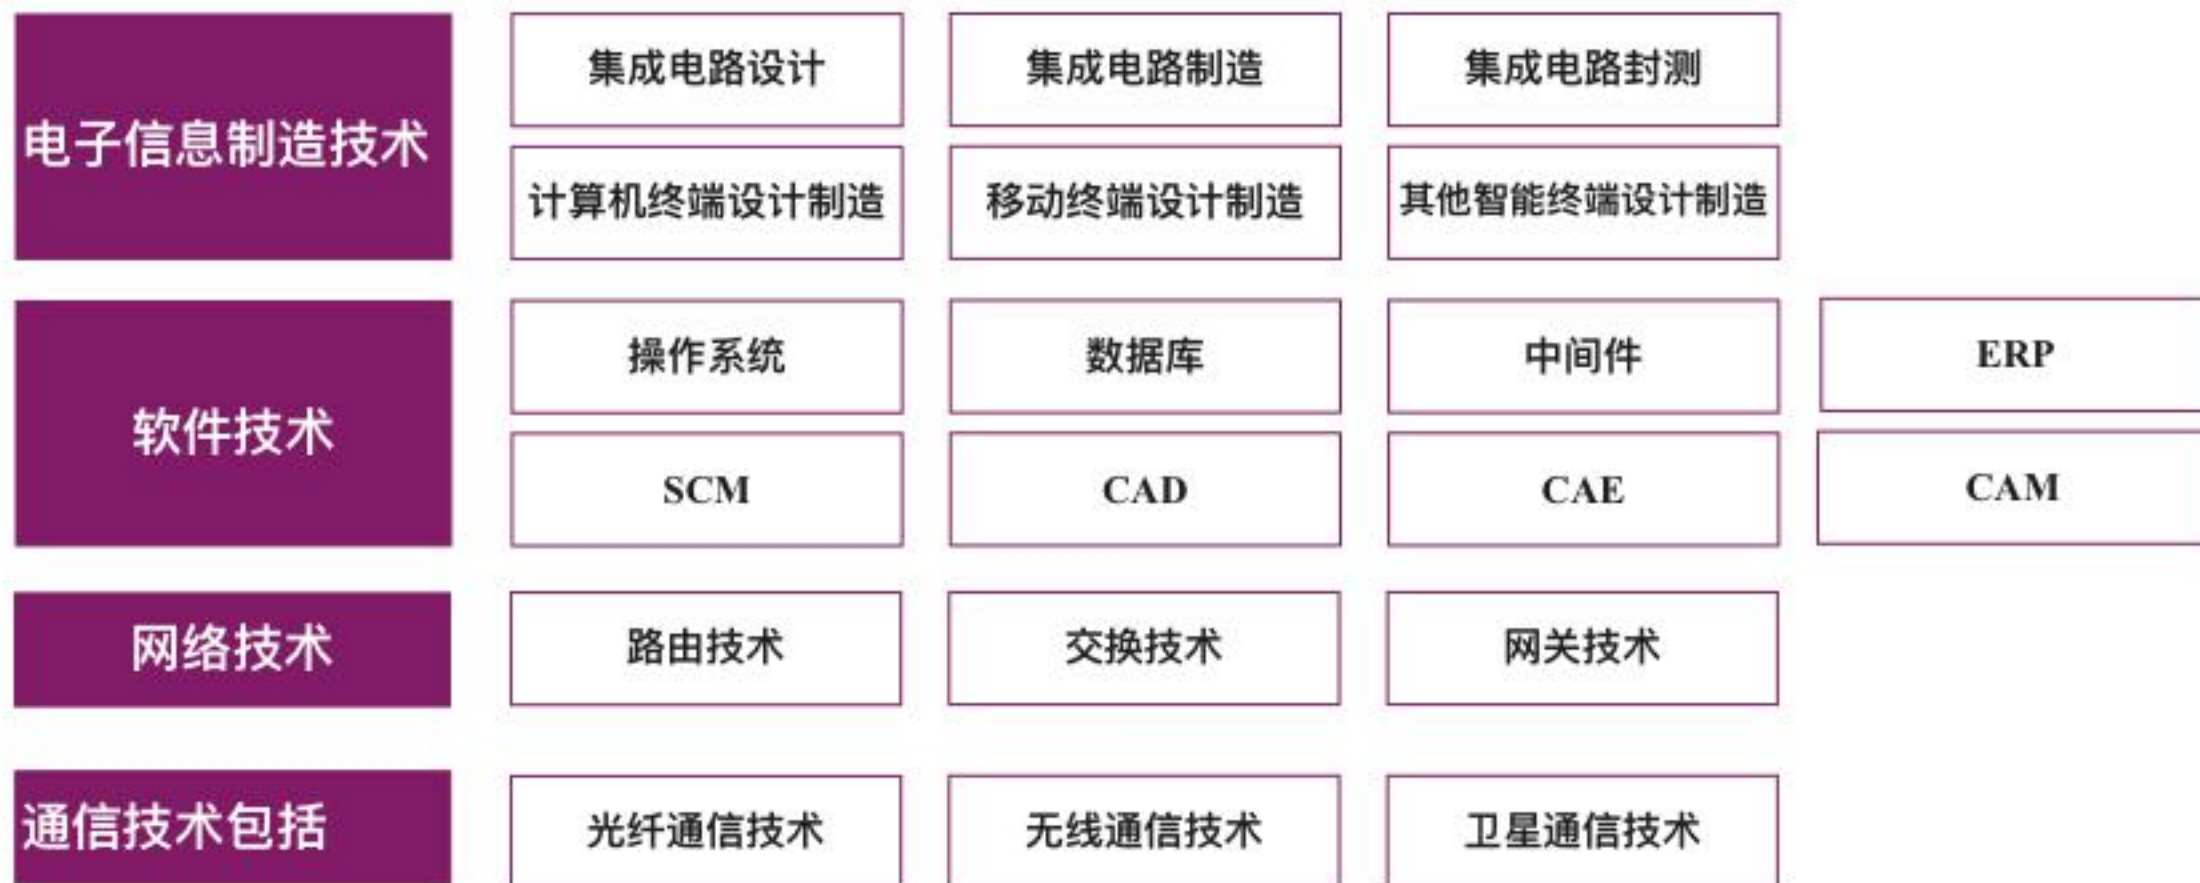 电子信息制造技术
集成电路设计
集成电路制造
集成电路封测
计算机终端设计制造
移动终端设计制造
其他智能终端设计制造
软件技术
操作系统
数据库
中间件
ERP
SCM
CAD
CAE
CAM
网络技术
路由技术
交换技术
网关技术
通信技术包括
光纤通信技术
无线通信技术
卫星通信技术